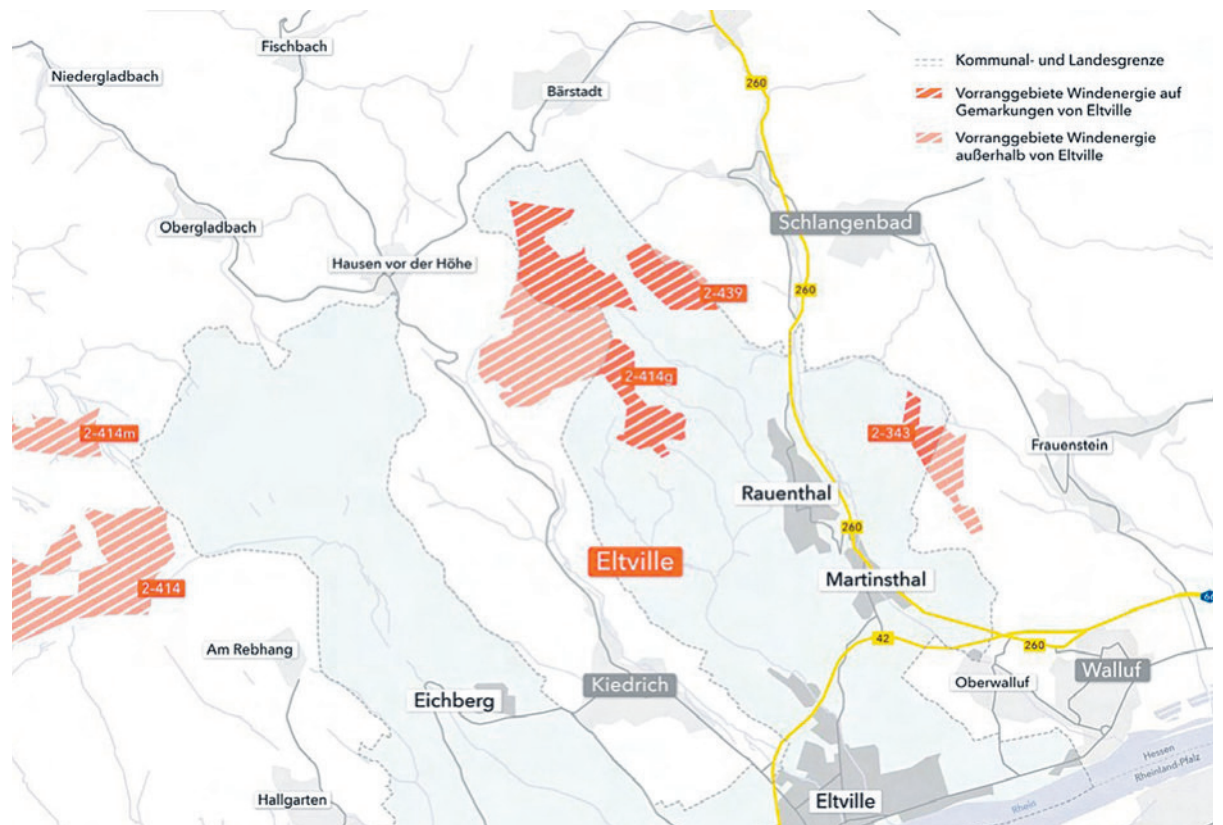 Fischbach
Niedergladbach
Bärstadt
260
Kommunal- und Landesgrenze
Vorranggebiete Windenergie auf
Gemarkungen von Eltville
Vorranggebiete Windenergie
außerhalb von Eltville
Obergladbach
Schlangenbad
Hausen vor der Höhe
2-439
260
2-414g
2-414m
2-343
Frauenstein
Rauenthal
260
Eltville
Martinsthal
2-414
42
260
Am Rebhang
Kiedrich
Oberwalluf
Walluf
Eichberg
Hessen
Rheinland-Pfalz
Rhein
Hallgarten
Eltville